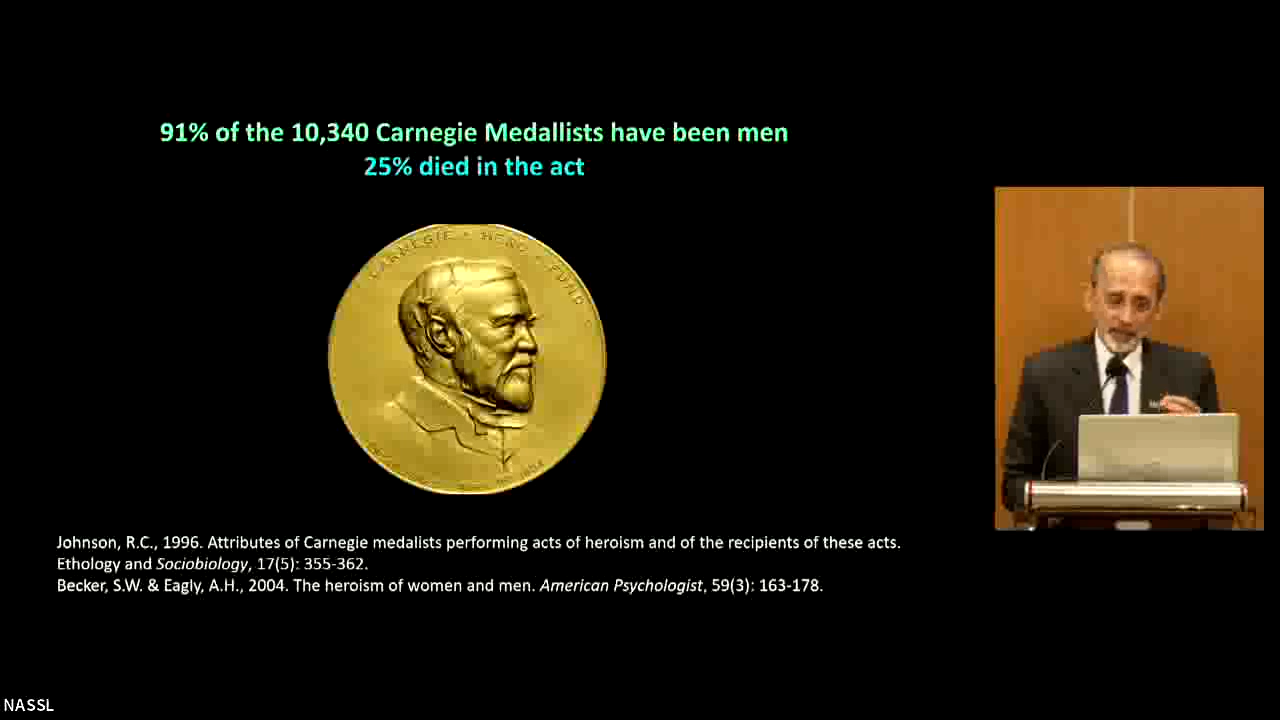 91% of the 10,340 Carnegie Medallists have been men
25% died in the act
CARNEGIE · HERO · FUND
Johnson, R.C., 1996. Attributes of Carnegie medalists performing acts of heroism and of the recipients of these acts.
Ethology and Sociobiology, 17(5): 355-362.
Becker, S.W. & Eagly, A.H., 2004. The heroism of women and men. American Psychologist, 59(3): 163-178.
NASSL